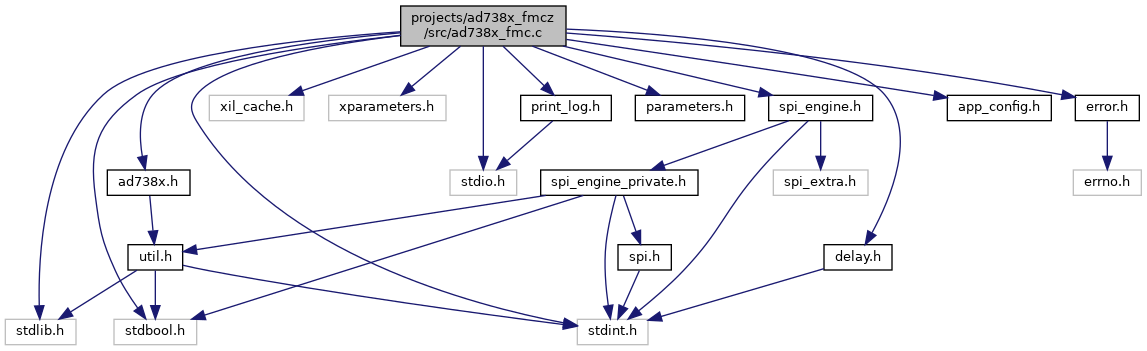 projects/ad738x_fmcz
/src/ad738x_fmc.c
xil_cache.h
xparameters.h
print_log.h
parameters.h
spi_engine.h
app_config.h
error.h
ad738x.h
stdio.h
spi_engine_private.h
spi_extra.h
errno.h
util.h
spi.h
delay.h
stdlib.h
stdbool.h
stdint.h